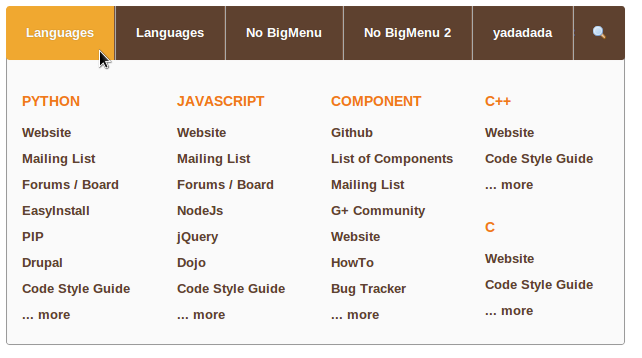 Languages
Languages
No BigMenu
No BigMenu 2
yadadada
PYTHON
Website
Mailing List
Forums / Board
EasyInstall
PIP
Drupal
Code Style Guide
... more
JAVASCRIPT
Website
Mailing List
Forums / Board
NodeJs
jQuery
Dojo
Code Style Guide
... more
COMPONENT
Github
List of Components
Mailing List
G+ Community
Website
HowTo
Bug Tracker
... more
C++
Website
Code Style Guide
... more
C
Website
Code Style Guide
... more